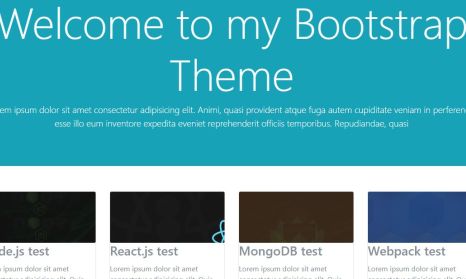 Welcome to my Bootstrap
Theme
em ipsum dolor sit amet consectetur adipisicing elit. Animi, quasi provident atque fuga autem cupiditate veniam in perferen
esse illo eum inventore expedita eveniet reprehenderit officiis temporibus. Repudiandae, quasi
de.js test
React.js test
MongoDB test
Webpack test
m ipsum dolor sit amet
Lorem ipsum dolor sit amet
Lorem ipsum dolor sit amet
Lorem ipsum dolor sit amet